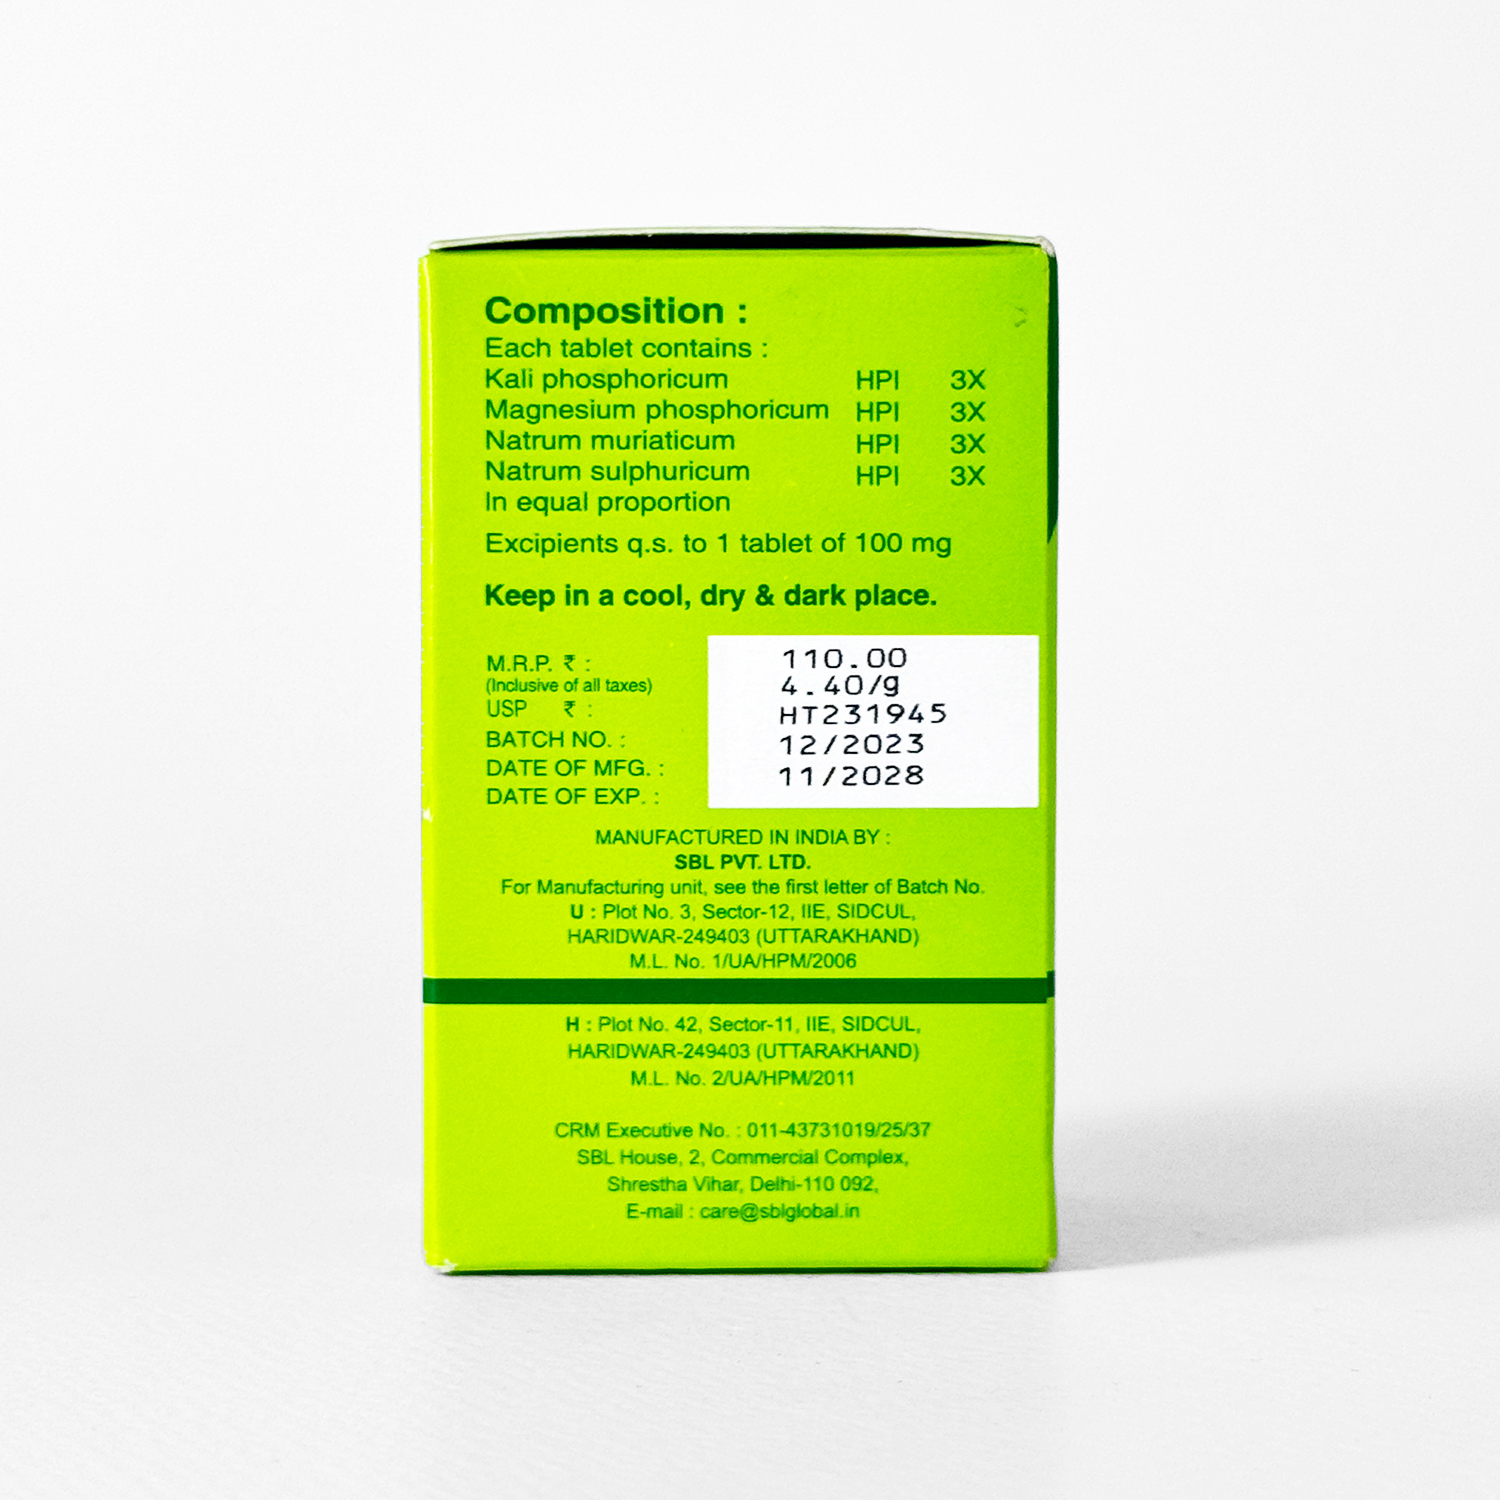 Composition :
Each tablet contains :
Kali phosphoricum HPI 3X
Magnesium phosphoricum HPI 3X
Natrum muriaticum HPI 3X
Natrum sulphuricum HPI 3X
In equal proportion
Excipients q.s. to 1 tablet of 100 mg
Keep in a cool, dry & dark place.
M.R.P. ₹ : 110.00
(Inclusive of all taxes)
USP ₹ : 4.40/g
BATCH NO. : HT231945
DATE OF MFG. : 12/2023
DATE OF EXP. : 11/2028
MANUFACTURED IN INDIA BY :
SBL PVT. LTD.
For Manufacturing unit, see the first letter of Batch No.
U : Plot No. 3, Sector-12, IIE, SIDCUL,
HARIDWAR-249403 (UTTARAKHAND)
M.L. No. 1/UA/HPM/2006
H : Plot No. 42, Sector-11, IIE, SIDCUL,
HARIDWAR-249403 (UTTARAKHAND)
M.L. No. 2/UA/HPM/2011
CRM Executive No. : 011-43731019/25/37
SBL House, 2, Commercial Complex,
Shrestha Vihar, Delhi-110 092,
E-mail : care@sblglobal.in